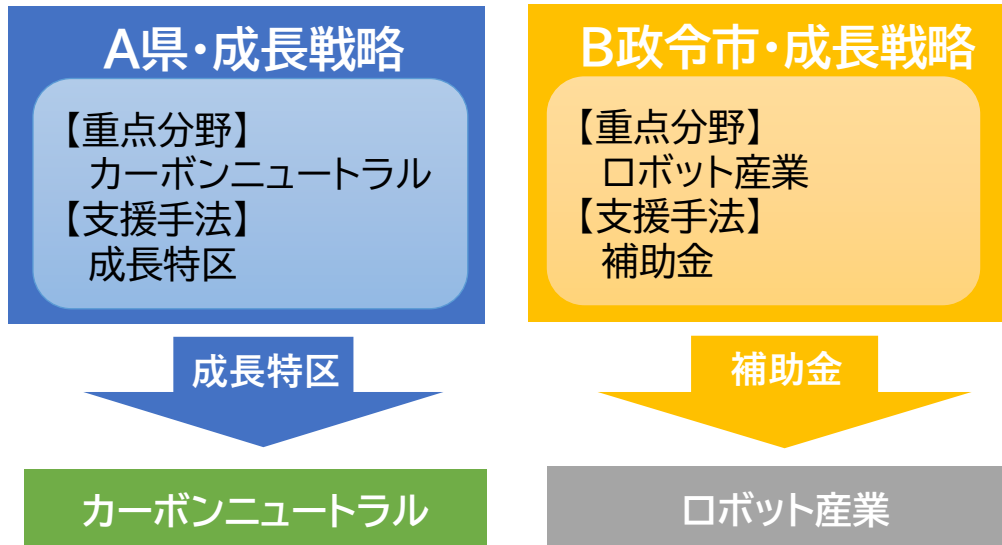 A県・成長戦略
【重点分野】
カーボンニュートラル
【支援手法】
成長特区
成長特区
カーボンニュートラル
B政令市・成長戦略
【重点分野】
ロボット産業
【支援手法】
補助金
補助金
ロボット産業